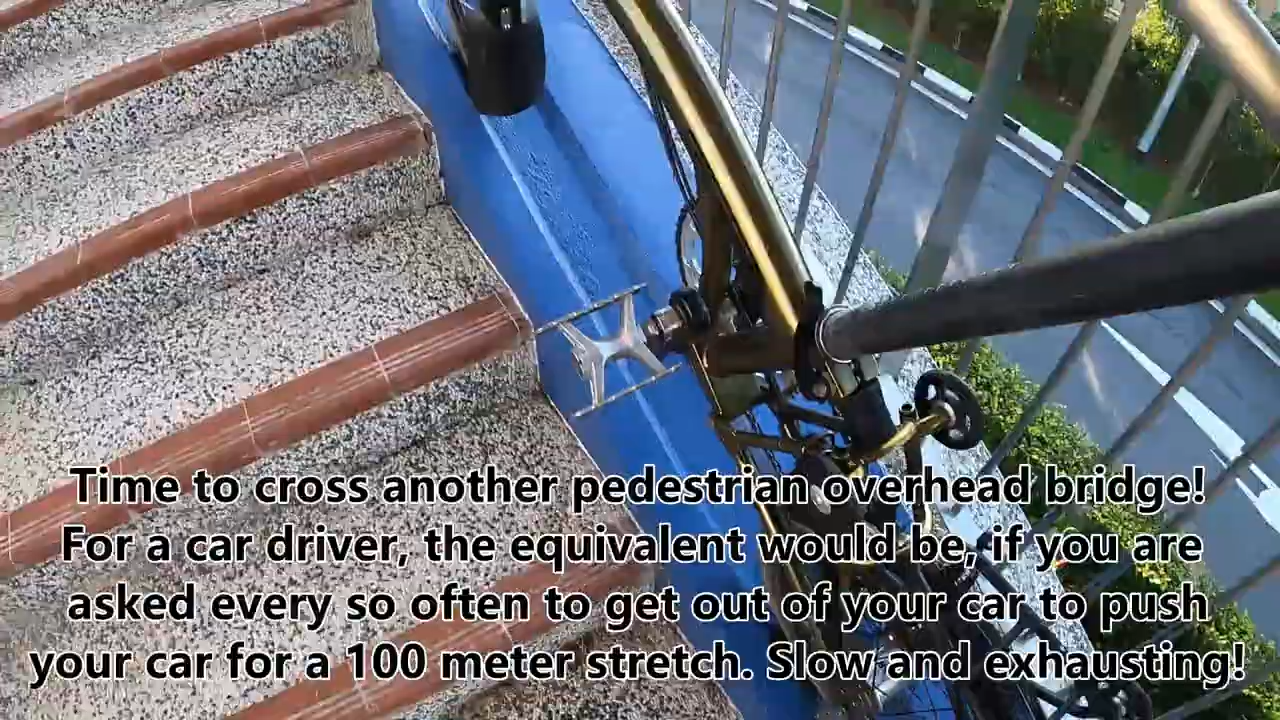 Time to cross another pedestrian overhead bridge!
For a car driver, the equivalent would be, if you are
asked every so often to get out of your car to push
your car for a 100 meter stretch. Slow and exhausting!